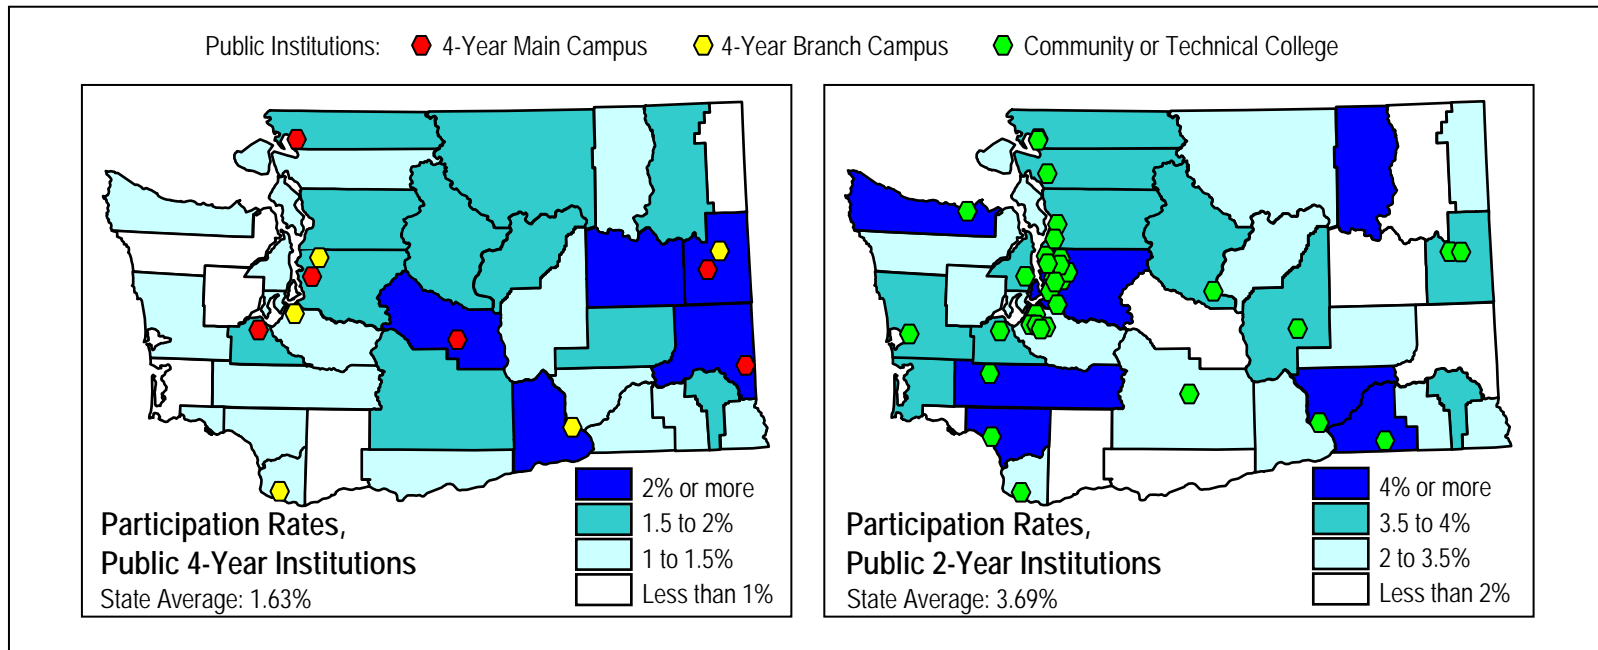 Public Institutions: 4-Year Main Campus 4-Year Branch Campus Community or Technical College
2% or more
1.5 to 2%
1 to 1.5%
Less than 1%
Participation Rates,
Public 4-Year Institutions
State Average: 1.63%
4% or more
3.5 to 4%
2 to 3.5%
Less than 2%
Participation Rates,
Public 2-Year Institutions
State Average: 3.69%